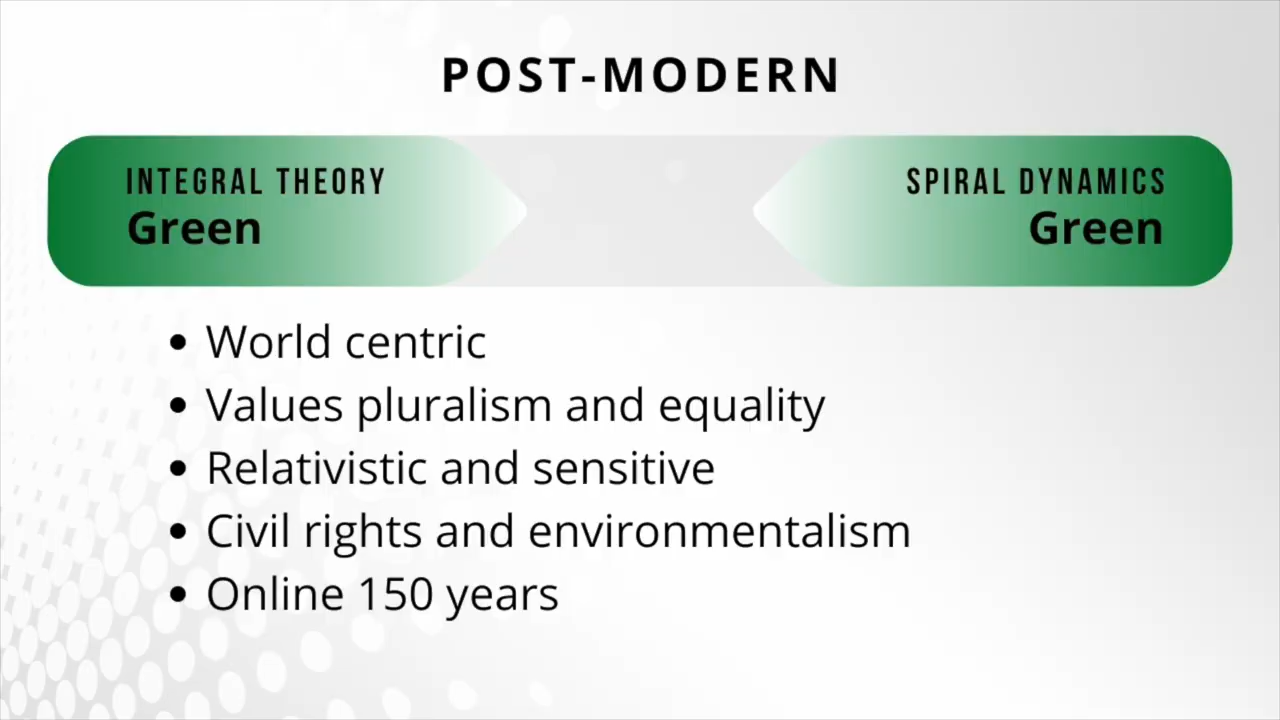 POST-MODERN
INTEGRAL THEORY
Green
SPIRAL DYNAMICS
Green
• World centric
• Values pluralism and equality
• Relativistic and sensitive
• Civil rights and environmentalism
• Online 150 years